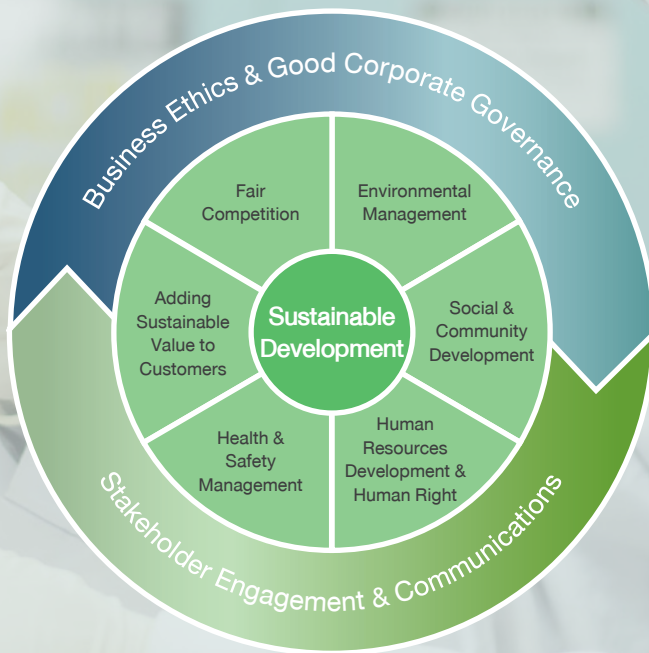 Business Ethics & Good Corporate Governance
Fair
Competition
Environmental
Management
Adding
Sustainable
Value to
Customers
Sustainable
Development
Social &
Community
Development
Health &
Safety
Management
Human
Resources
Development &
Human Right
Stakeholder Engagement & Communications